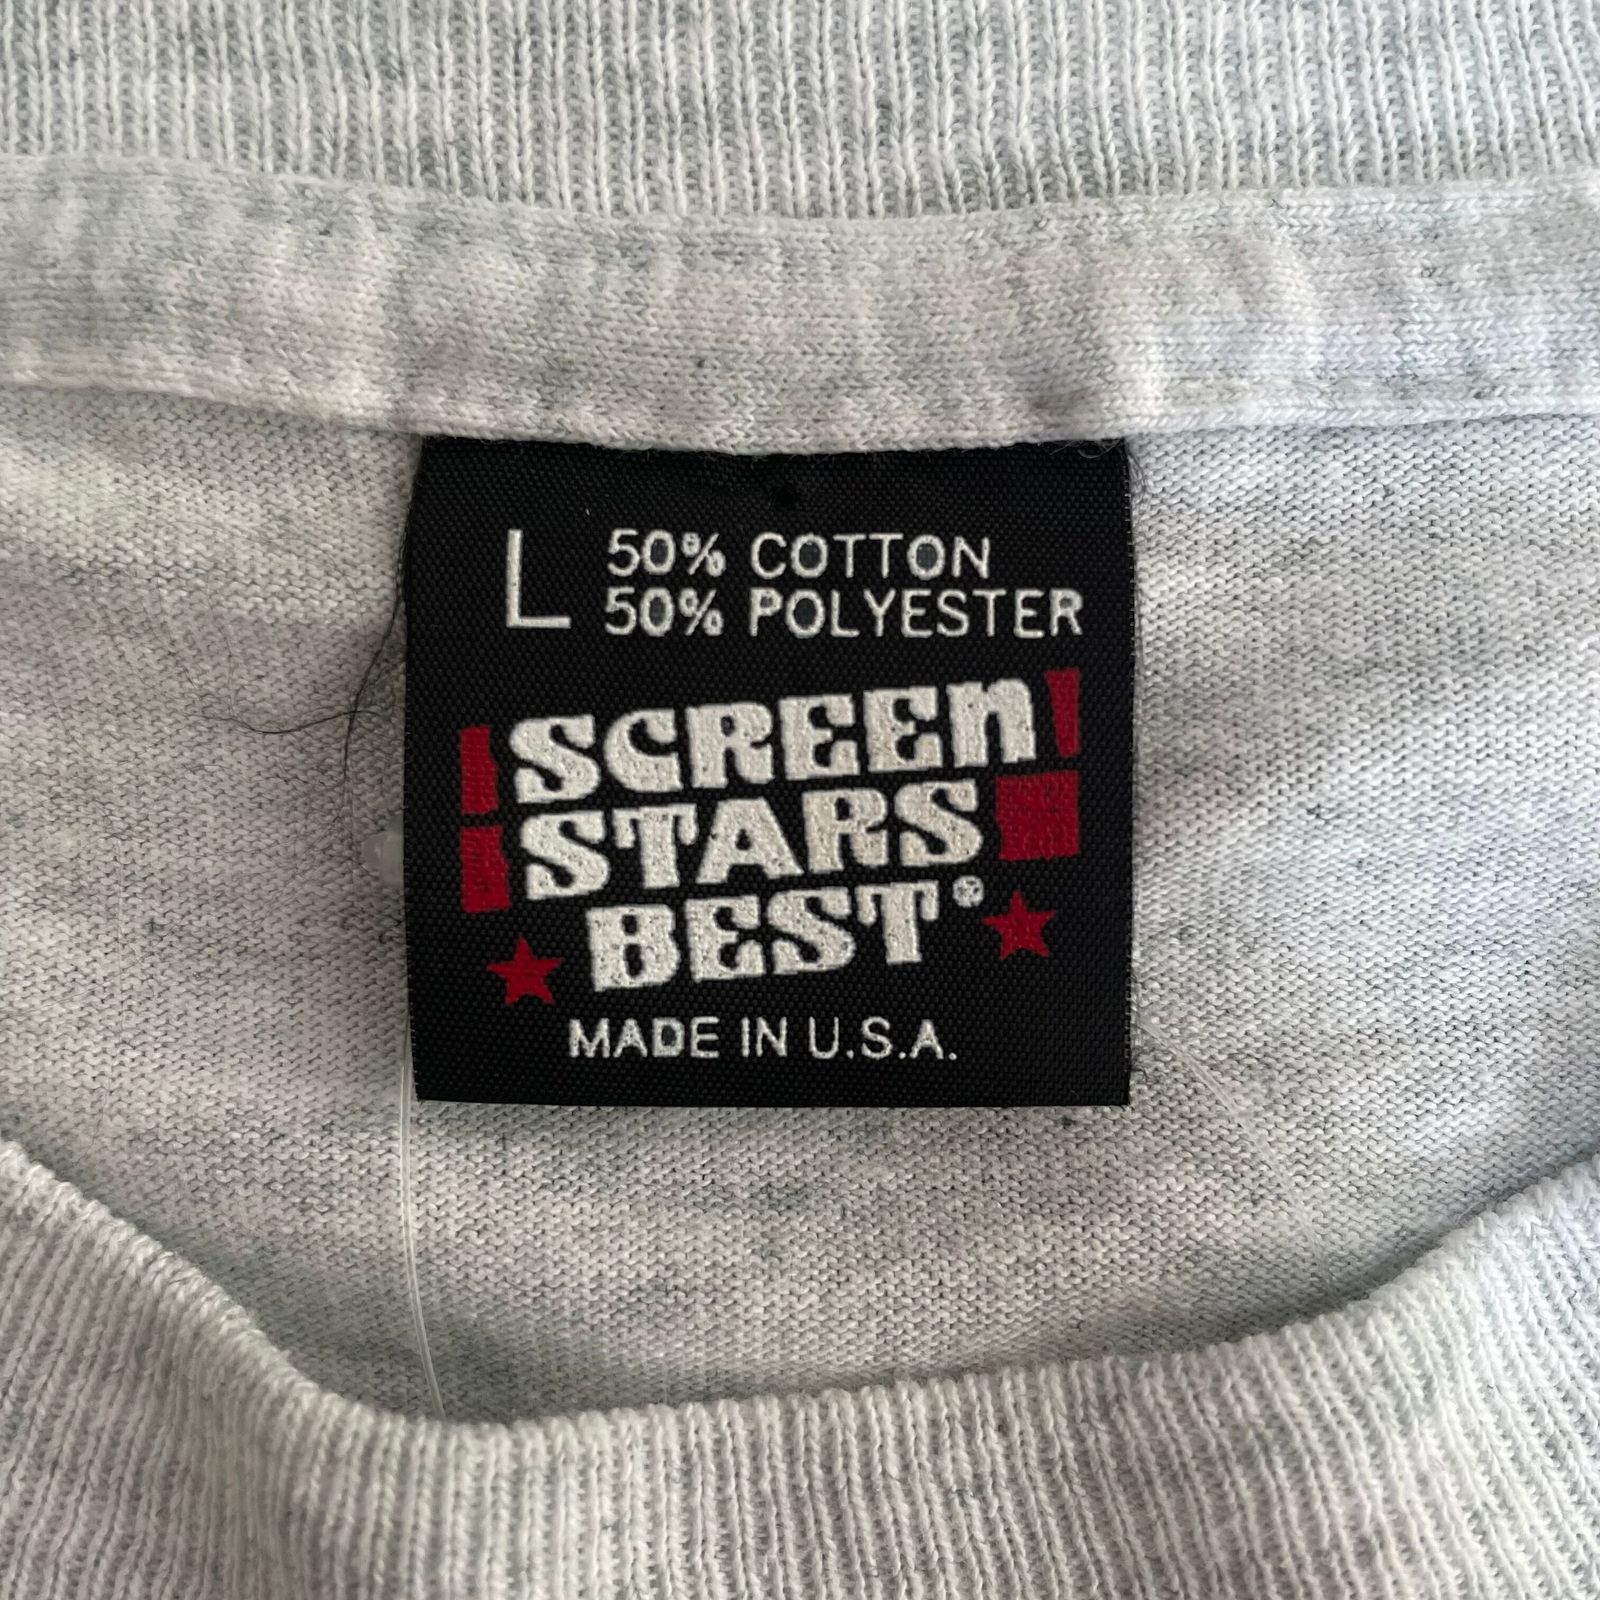 L 50% COTTON
50% POLYESTER
SCREEn
STARS
BEST®
MADE IN U.S.A.